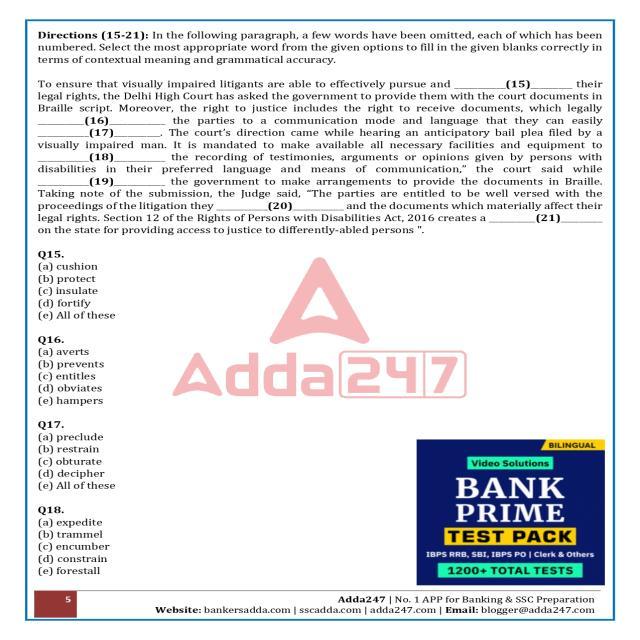 Directions (15-21): In the following paragraph, a few words have been omitted, each of which has been
numbered. Select the most appropriate word from the given options to fill in the given blanks correctly in
terms of contextual meaning and grammatical accuracy.
To ensure that visually impaired litigants are able to effectively pursue and ________(15)________ their
legal rights, the Delhi High Court has asked the government to provide them with the court documents in
Braille script. Moreover, the right to justice includes the right to receive documents, which legally
________(16)________ the parties to a communication mode and language that they can easily
________(17)________. The court's direction came while hearing an anticipatory bail plea filed by a
visually impaired man. It is mandated to make available all necessary facilities and equipment to
________(18)________ the recording of testimonies, arguments or opinions given by persons with
disabilities in their preferred language and means of communication,” the court said while
________(19)________ the government to make arrangements to provide the documents in Braille.
Taking note of the submission, the Judge said, “The parties are entitled to be well versed with the
proceedings of the litigation they ________(20)________ and the documents which materially affect their
legal rights. Section 12 of the Rights of Persons with Disabilities Act, 2016 creates a ________(21)________
on the state for providing access to justice to differently-abled persons ”.
Q15.
(a) cushion
(b) protect
(c) insulate
(d) fortify
(e) All of these
Q16.
(a) averts
(b) prevents
(c) entitles
(d) obviates
(e) hampers
Q17.
(a) preclude
(b) restrain
(c) obturate
(d) decipher
(e) All of these
Q18.
(a) expedite
(b) trammel
(c) encumber
(d) constrain
(e) forestall
Adda247
BILINGUAL
Video Solutions
BANK
PRIME
TEST PACK
IBPS RRB, SBI, IBPS PO | Clerk & Others
1200+ TOTAL TESTS
5
Adda247 | No. 1 APP for Banking & SSC Preparation
Website: bankersadda.com | sscadda.com | adda247.com | Email: blogger@adda247.com